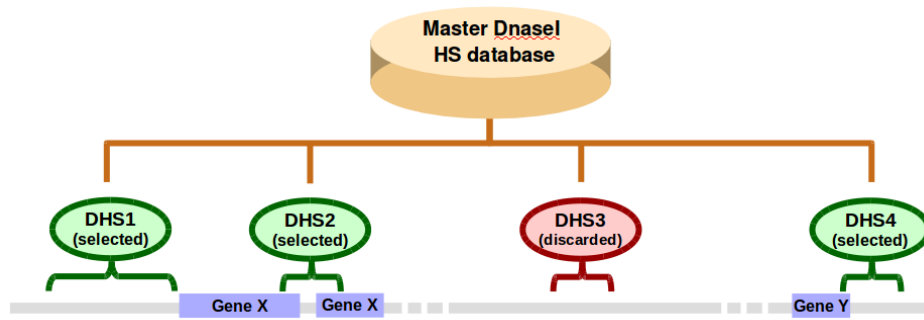 Master DnaseI
HS database
DHS1
(selected)
DHS2
(selected)
DHS3
(discarded)
DHS4
(selected)
Gene X
Gene X
Gene Y